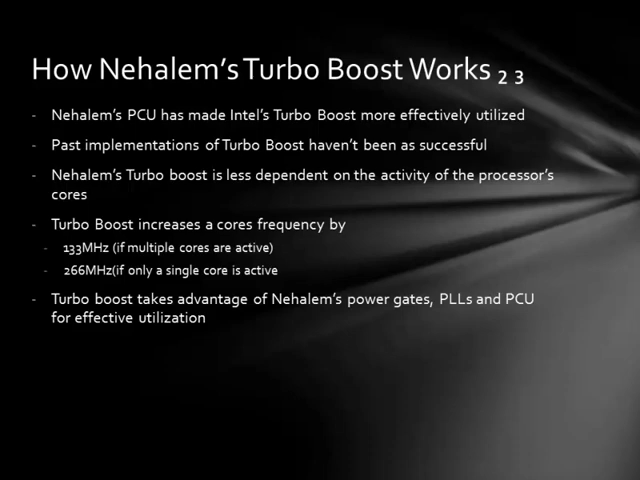 How Nehalem's Turbo Boost Works 2 3
- Nehalem's PCU has made Intel's Turbo Boost more effectively utilized
- Past implementations of Turbo Boost haven't been as successful
- Nehalem's Turbo boost is less dependent on the activity of the processor's
cores
- Turbo Boost increases a cores frequency by
- 133MHz (if multiple cores are active)
- 266MHz(if only a single core is active
- Turbo boost takes advantage of Nehalem's power gates, PLLs and PCU
for effective utilization